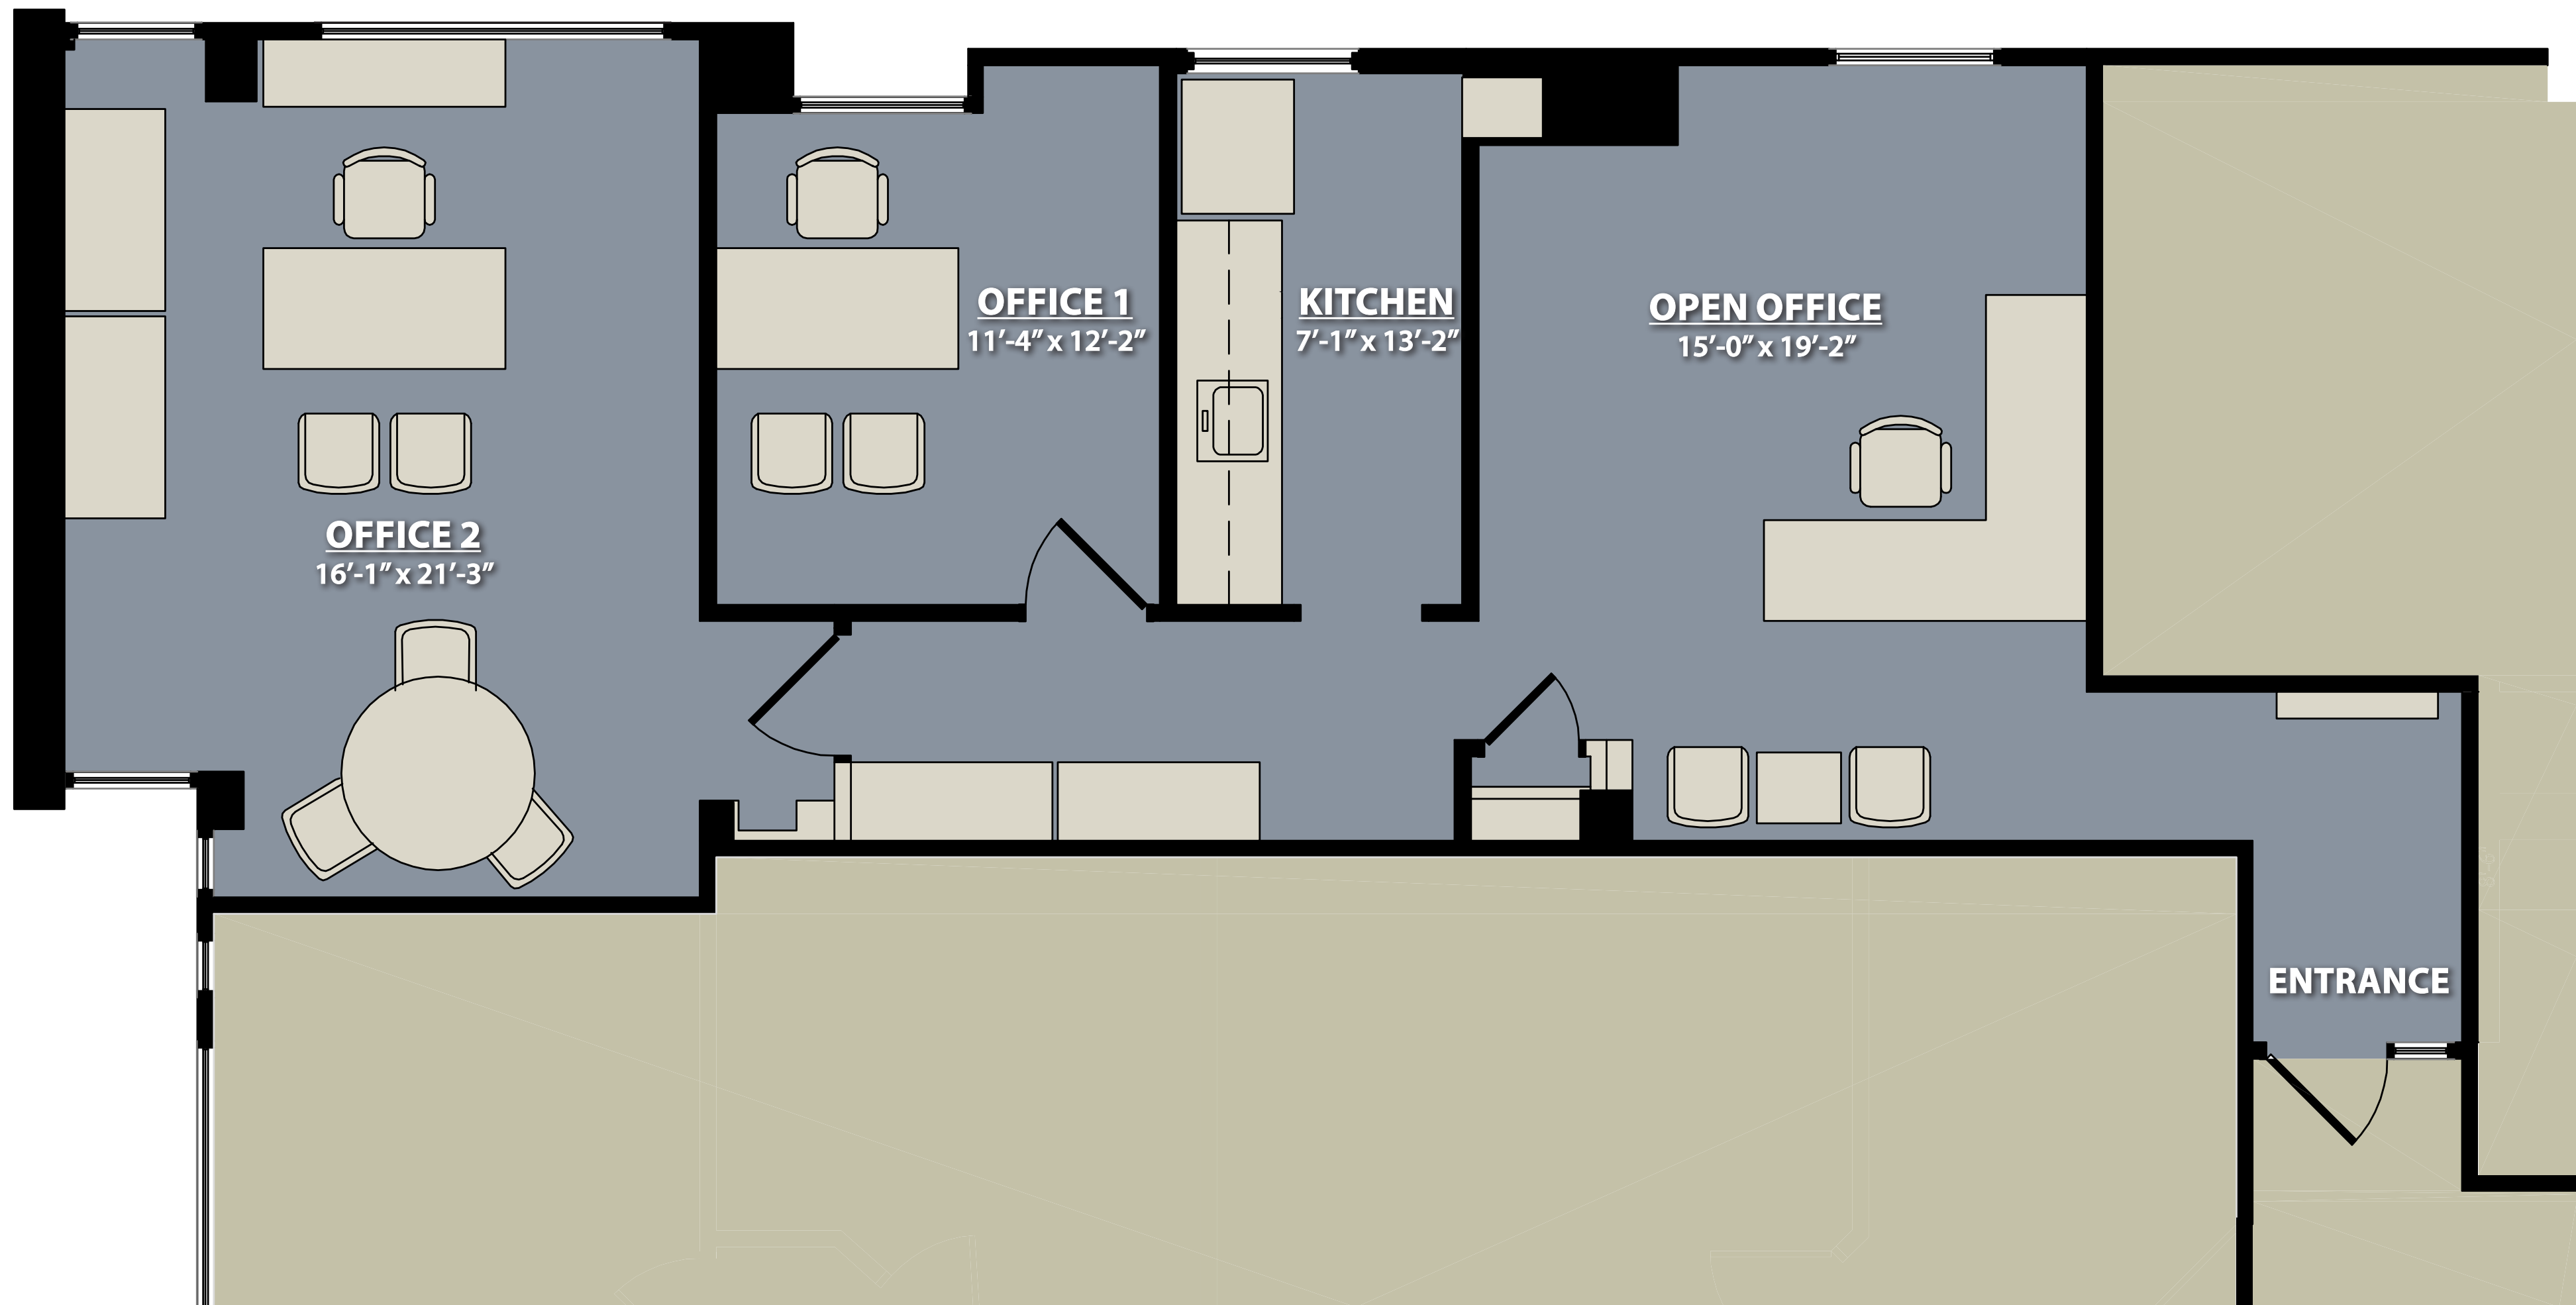 OFFICE 1
11’-4” x 12’-2”
KITCHEN
7’-1” x 13’-2”
OPEN OFFICE
15’-0” x 19’-2”
OFFICE 2
16’-1” x 21’-3”
ENTRANCE